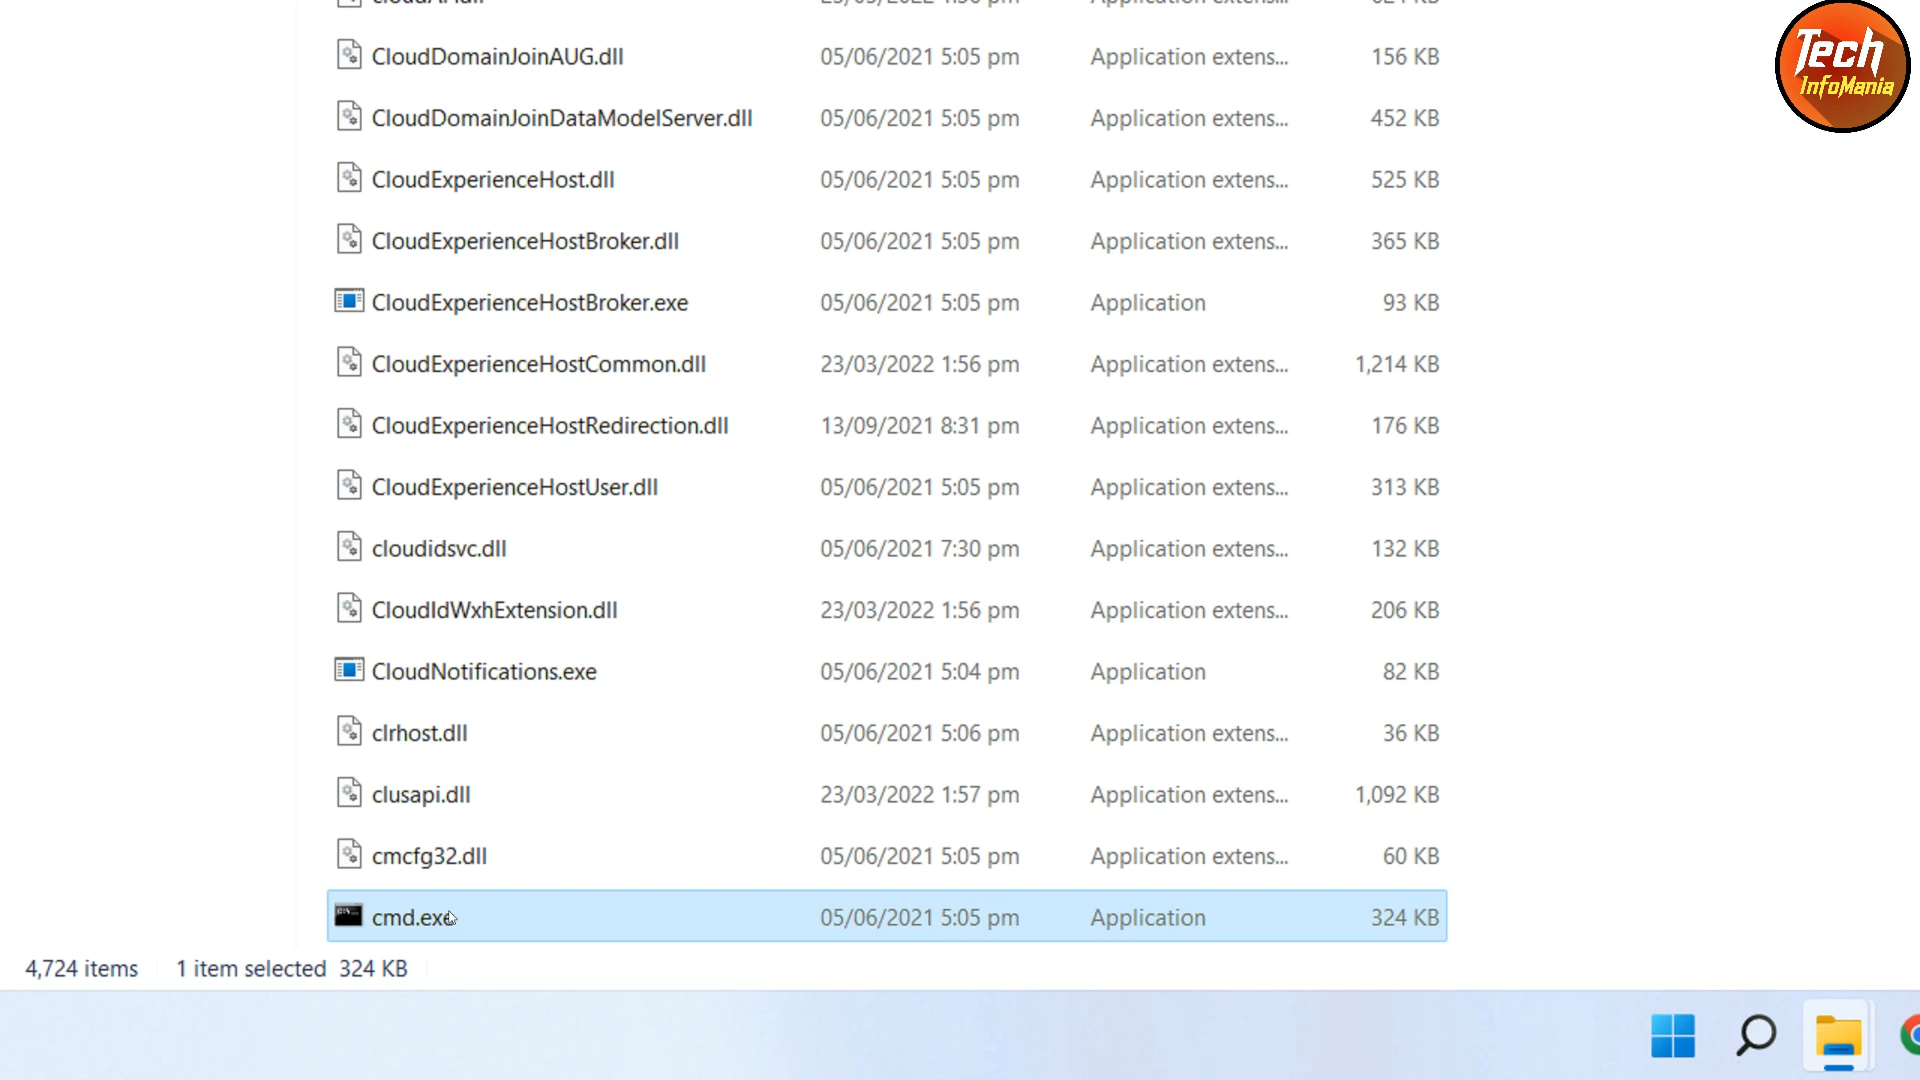 CloudDomainJoinAUG.dll 05/06/2021 5:05 pm Application extens... 156 KB
CloudDomainJoinDataModelServer.dll 05/06/2021 5:05 pm Application extens... 452 KB
CloudExperienceHost.dll 05/06/2021 5:05 pm Application extens... 525 KB
CloudExperienceHostBroker.dll 05/06/2021 5:05 pm Application extens... 365 KB
CloudExperienceHostBroker.exe 05/06/2021 5:05 pm Application 93 KB
CloudExperienceHostCommon.dll 23/03/2022 1:56 pm Application extens... 1,214 KB
CloudExperienceHostRedirection.dll 13/09/2021 8:31 pm Application extens... 176 KB
CloudExperienceHostUser.dll 05/06/2021 5:05 pm Application extens... 313 KB
cloudidsvc.dll 05/06/2021 7:30 pm Application extens... 132 KB
CloudIdWxhExtension.dll 23/03/2022 1:56 pm Application extens... 206 KB
CloudNotifications.exe 05/06/2021 5:04 pm Application 82 KB
clrhost.dll 05/06/2021 5:06 pm Application extens... 36 KB
clusapi.dll 23/03/2022 1:57 pm Application extens... 1,092 KB
cmcfg32.dll 05/06/2021 5:05 pm Application extens... 60 KB
cmd.exe 05/06/2021 5:05 pm Application 324 KB
4,724 items 1 item selected 324 KB
Tech
InfoMania